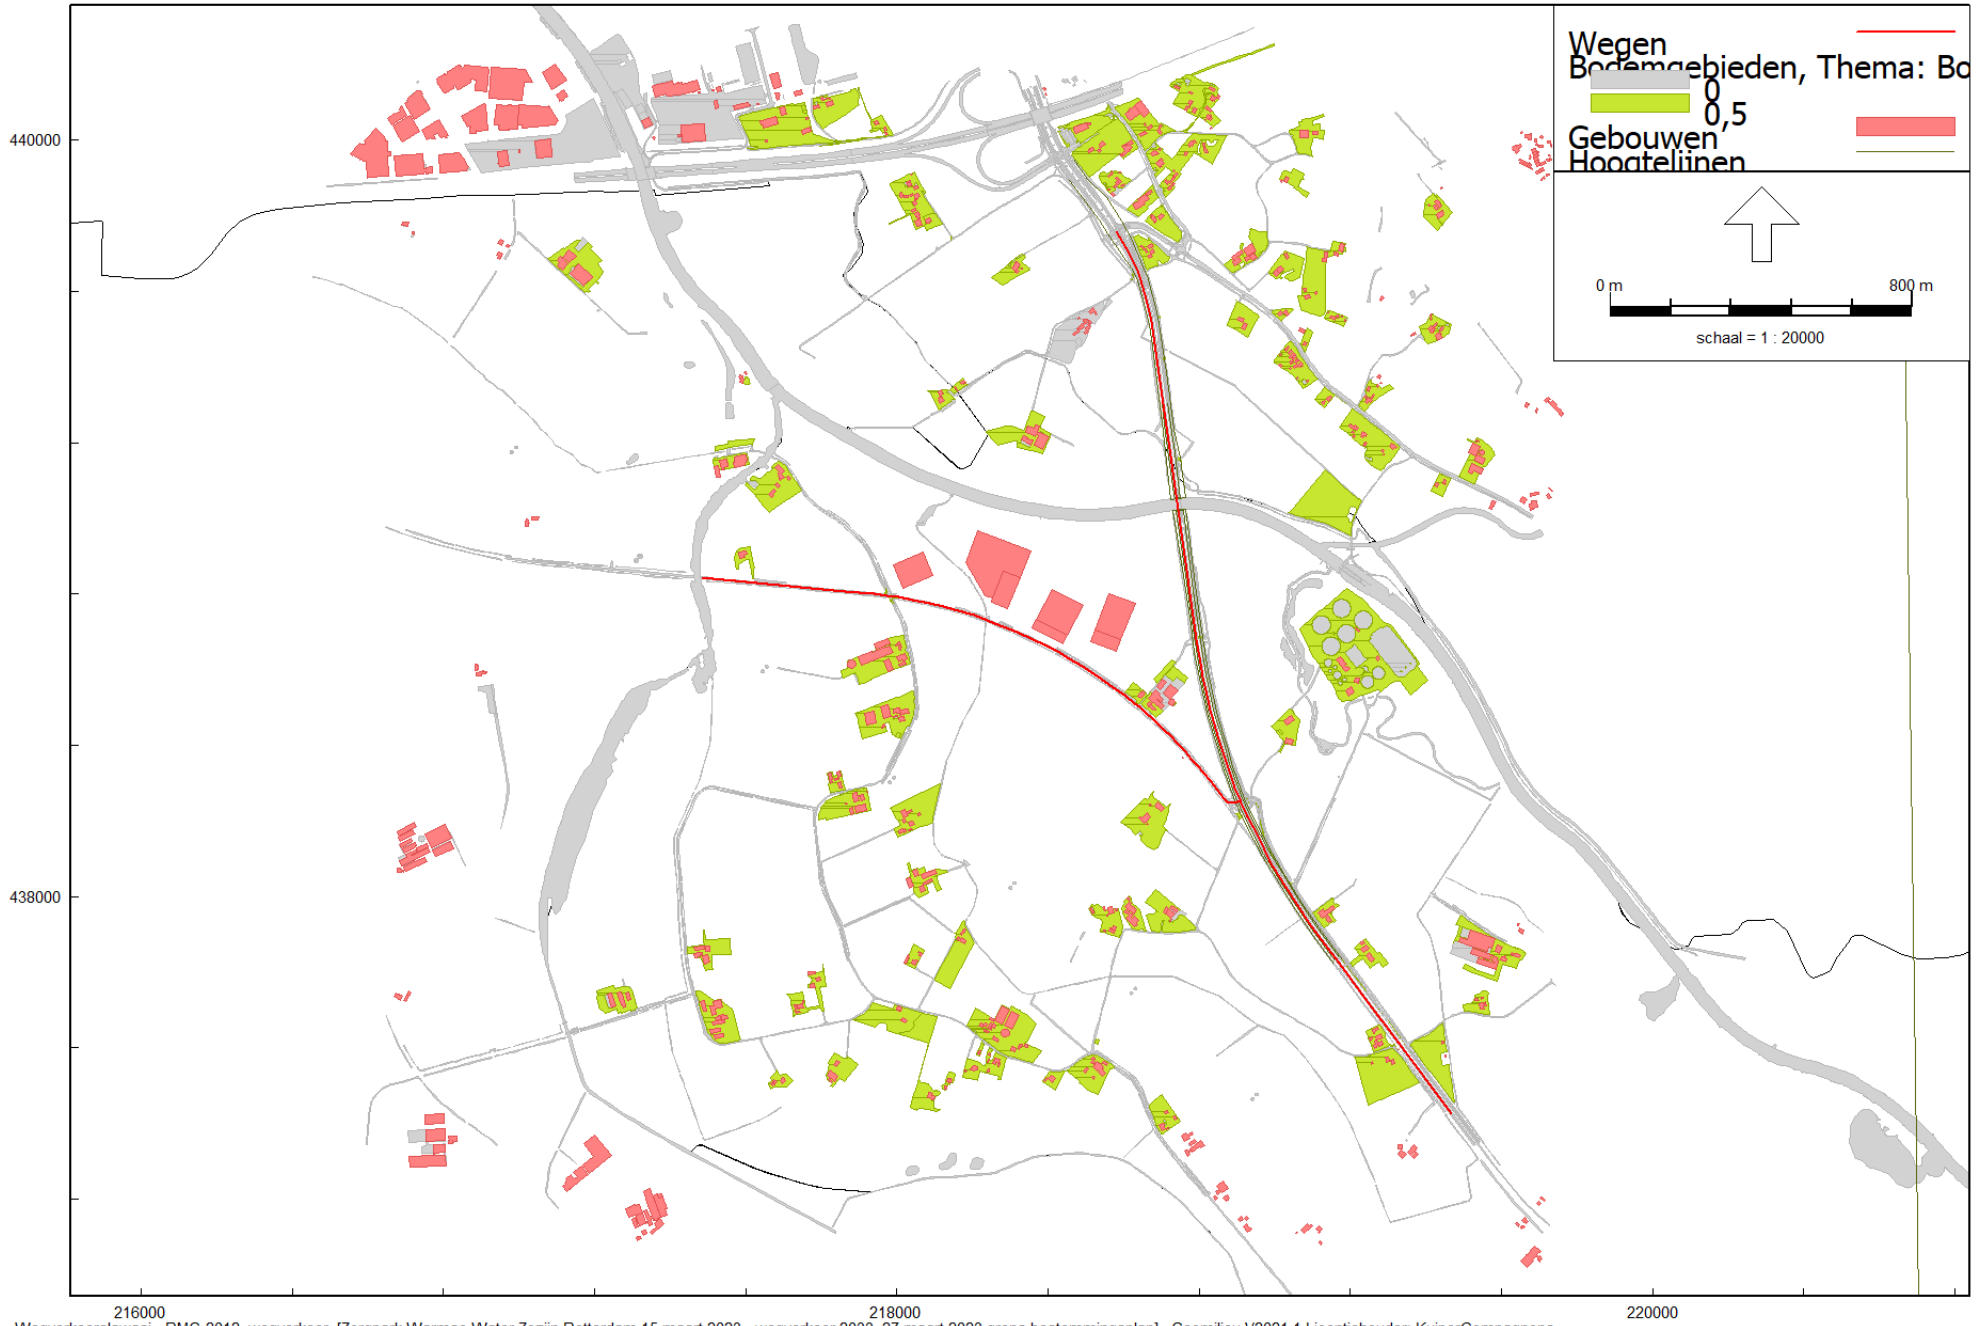 Wegen
Bodemgebieden, Thema: Bo
0
0,5
Gebouwen
Hoogtelijnen
0 m
800 m
schaal = 1 : 20000
440000
438000
216000
218000
220000